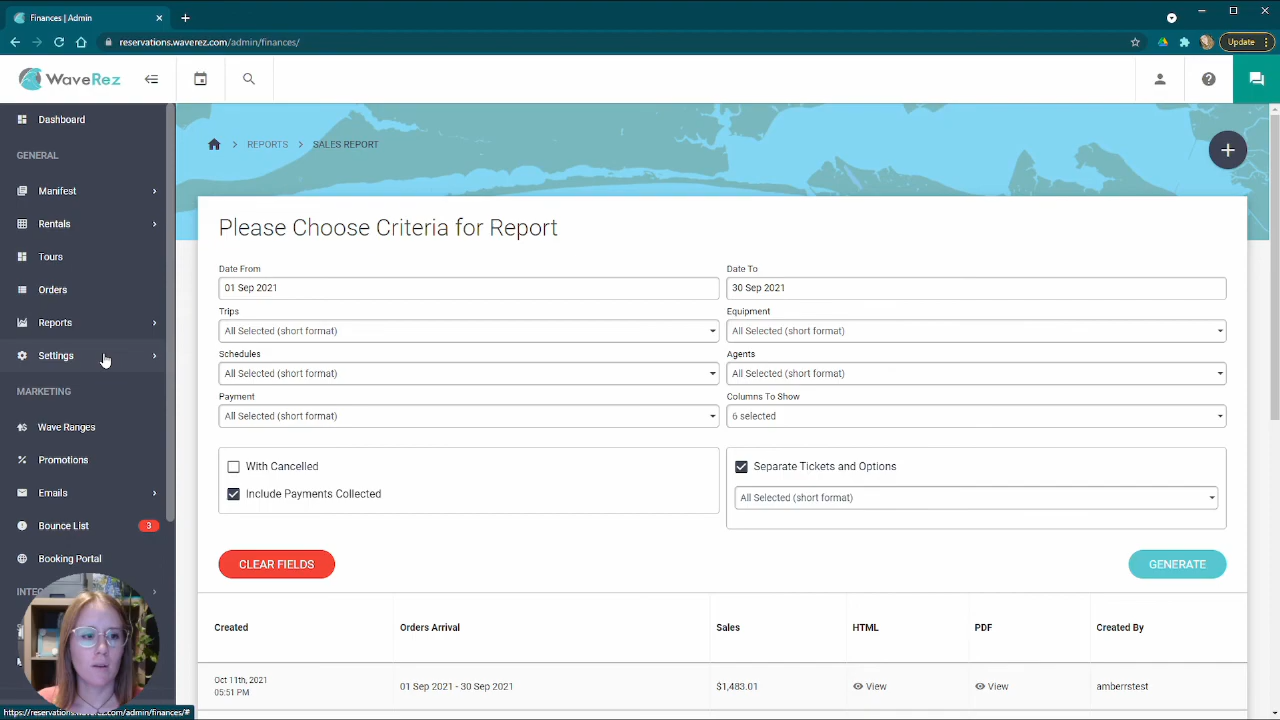 Finances | Admin
reservations.waverez.com/admin/finances/
Update
WaveRez
Dashboard
GENERAL
Manifest
Rentals
Tours
Orders
Reports
Settings
MARKETING
Wave Ranges
Promotions
Emails
Bounce List 3
Booking Portal
https://reservations.waverez.com/admin/finances/#
REPORTS > SALES REPORT
Please Choose Criteria for Report
Date From
01 Sep 2021
Date To
30 Sep 2021
Trips
All Selected (short format)
Equipment
All Selected (short format)
Schedules
All Selected (short format)
Agents
All Selected (short format)
Payment
All Selected (short format)
Columns To Show
6 selected
With Cancelled
Include Payments Collected
Separate Tickets and Options
All Selected (short format)
CLEAR FIELDS
GENERATE
Created Orders Arrival Sales HTML PDF Created By
Oct 11th, 2021
05:51 PM
01 Sep 2021 - 30 Sep 2021 $1,483.01 View View amberrstest